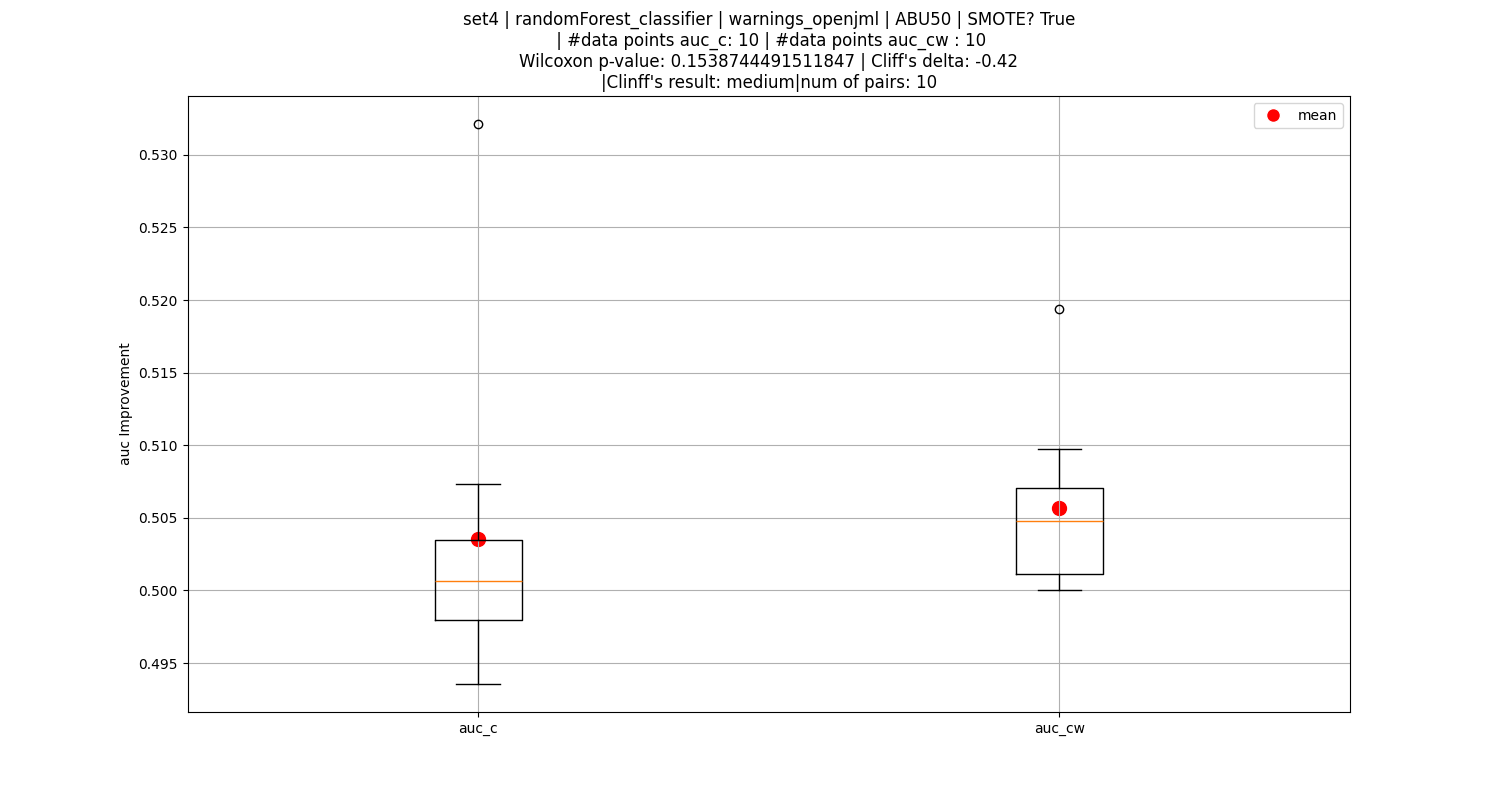 set4 | randomForest_classifier | warnings_openjml | ABU50 | SMOTE? True
| #data points auc_c: 10 | #data points auc_cw : 10
Wilcoxon p-value: 0.1538744491511847 | Cliff's delta: -0.42
|Clinff's result: medium|num of pairs: 10
mean
0.530
0.525
0.520
0.515
0.510
0.505
0.500
0.495
auc Improvement
auc_c
auc_cw